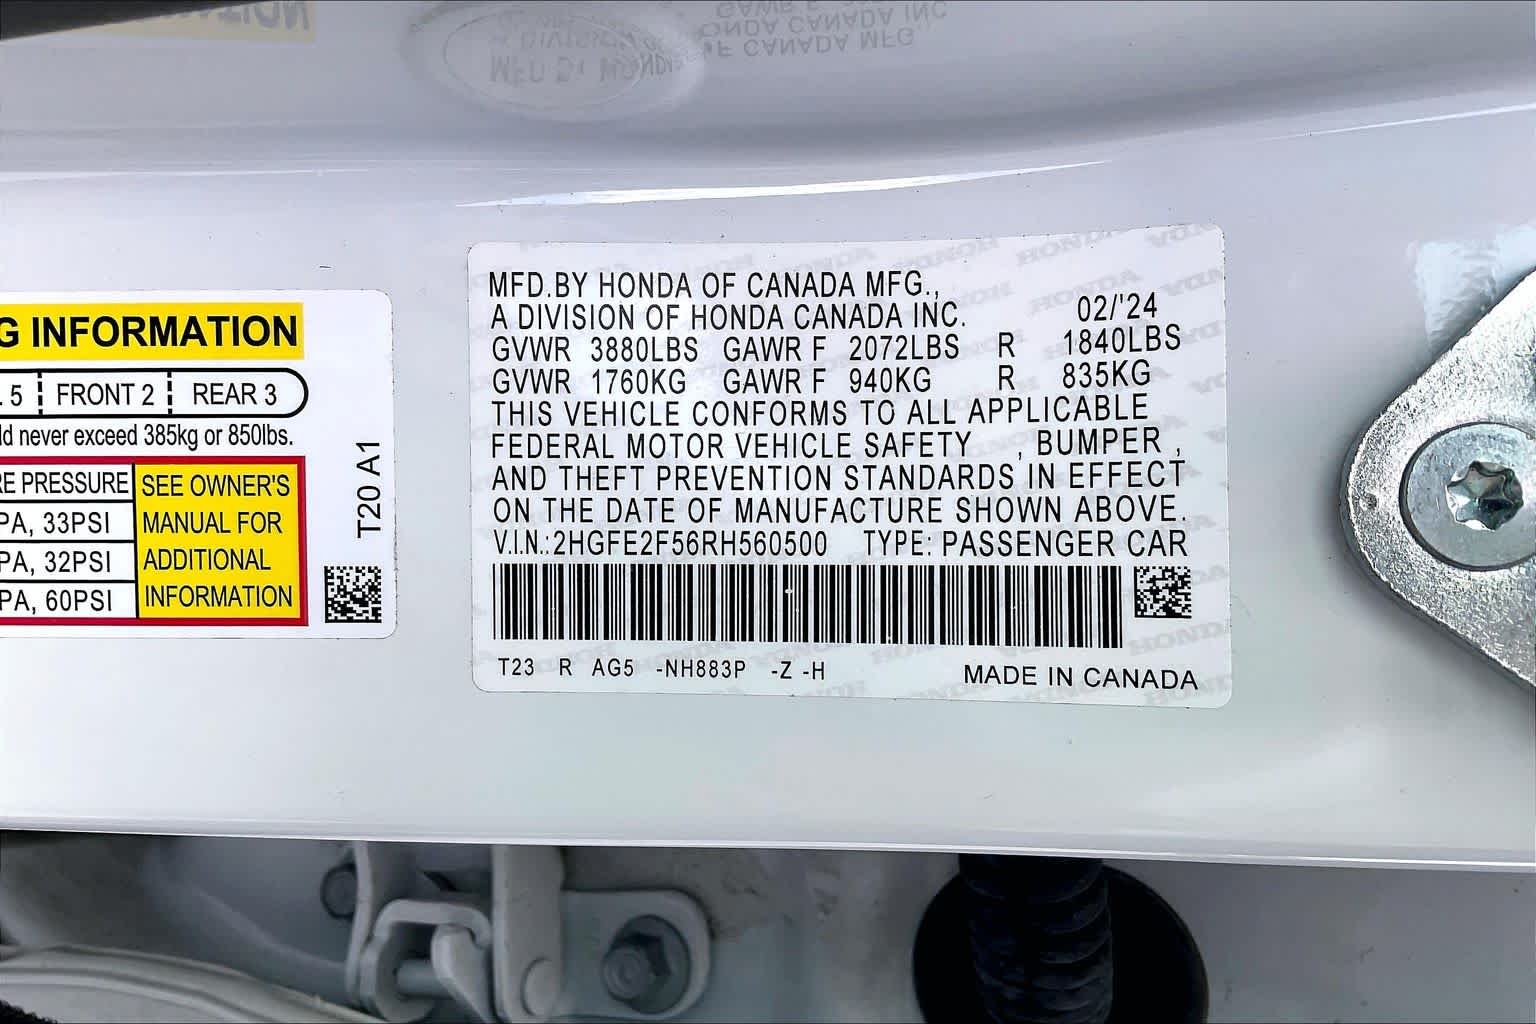 G INFORMATION
. 5 FRONT 2 REAR 3
ld never exceed 385kg or 850lbs.
RE PRESSURE
PA, 33PSI
PA, 32PSI
PA, 60PSI
SEE OWNER'S
MANUAL FOR
ADDITIONAL
INFORMATION
T20 A1
MFD.BY HONDA OF CANADA MFG.,
A DIVISION OF HONDA CANADA INC. 02/'24
GVWR 3880LBS GAWR F 2072LBS R 1840LBS
GVWR 1760KG GAWR F 940KG R 835KG
THIS VEHICLE CONFORMS TO ALL APPLICABLE
FEDERAL MOTOR VEHICLE SAFETY , BUMPER ,
AND THEFT PREVENTION STANDARDS IN EFFECT
ON THE DATE OF MANUFACTURE SHOWN ABOVE.
V.I.N.:2HGFE2F56RH560500 TYPE: PASSENGER CAR
T23 R AG5 -NH883P -Z -H
MADE IN CANADA